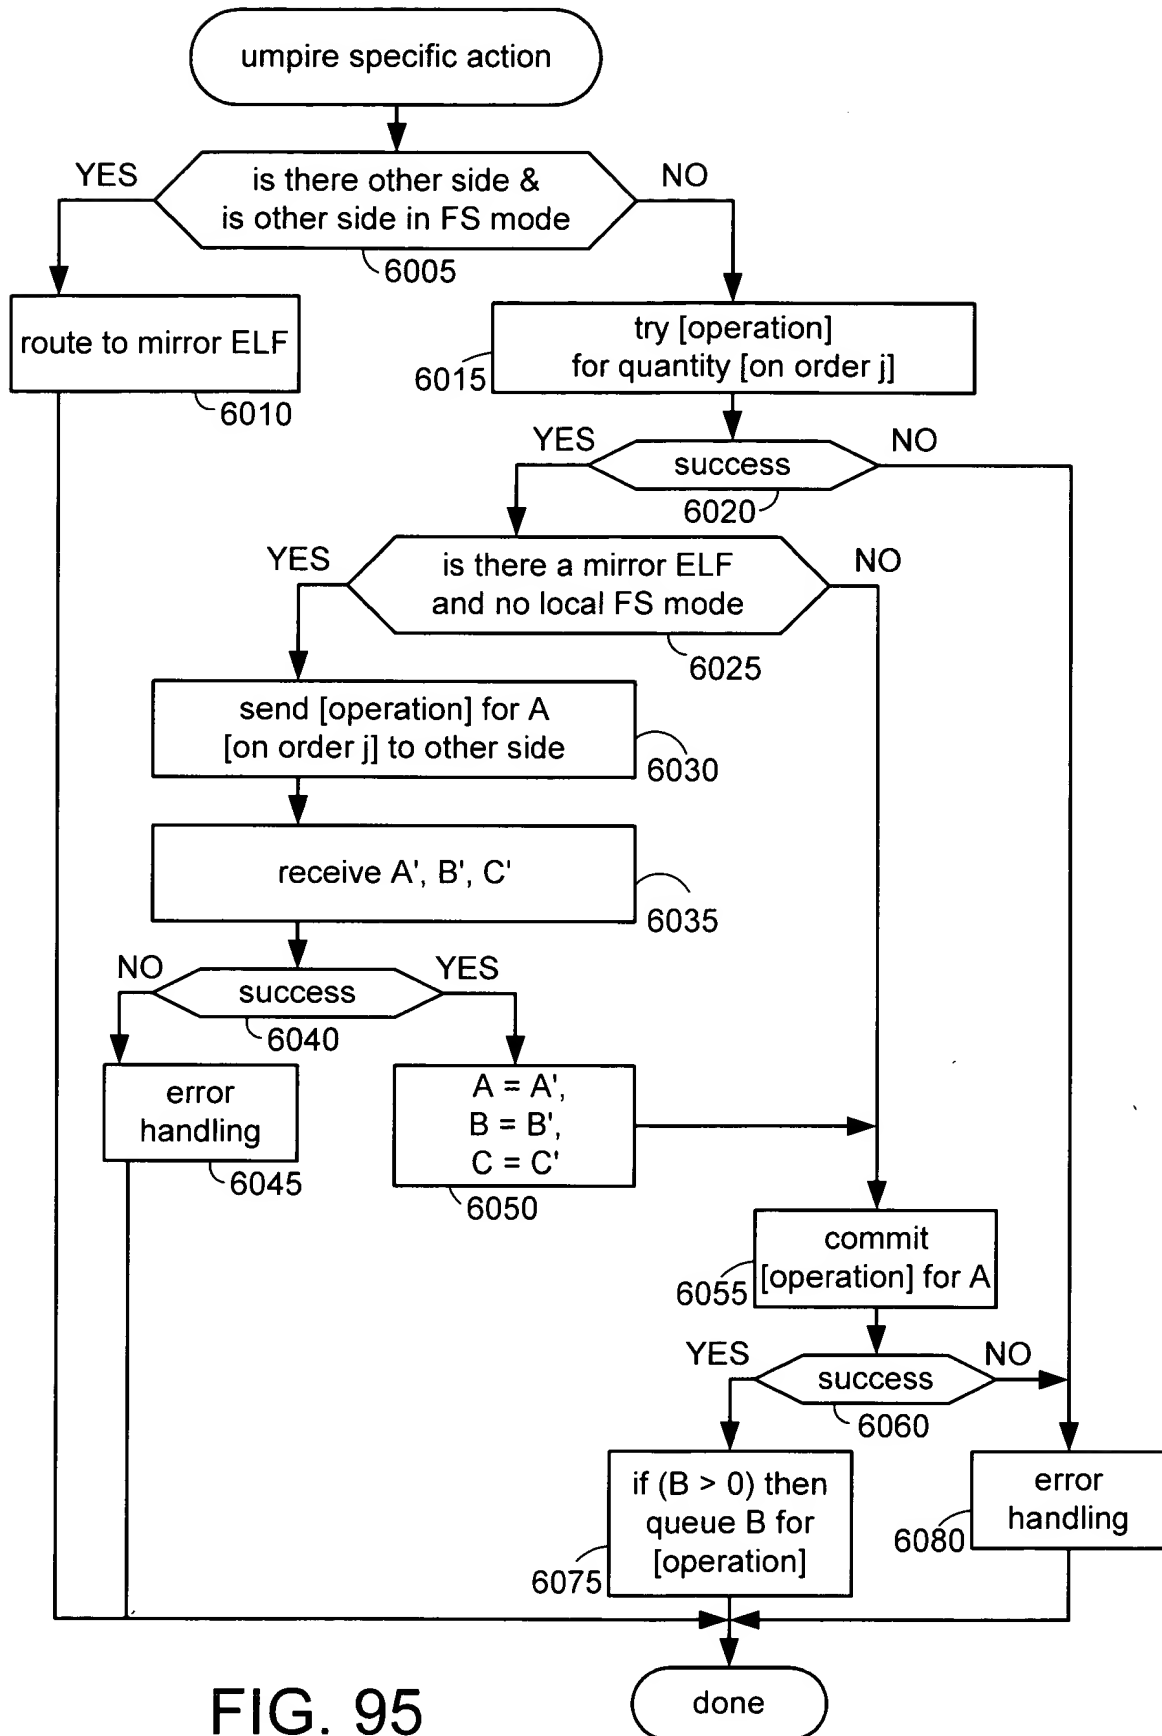 umpire specific action
YES
is there other side &
is other side in FS mode
NO
6005
route to mirror ELF
6010
try [operation]
for quantity [on order j]
6015
YES
success
NO
6020
YES
is there a mirror ELF
and no local FS mode
NO
6025
send [operation] for A
[on order j] to other side
6030
receive A', B', C'
6035
NO
success
YES
6040
error
handling
6045
A = A',
B = B',
C = C'
6050
commit
[operation] for A
6055
YES
success
NO
6060
if (B > 0) then
queue B for
[operation]
6075
error
handling
6080
done
FIG. 95